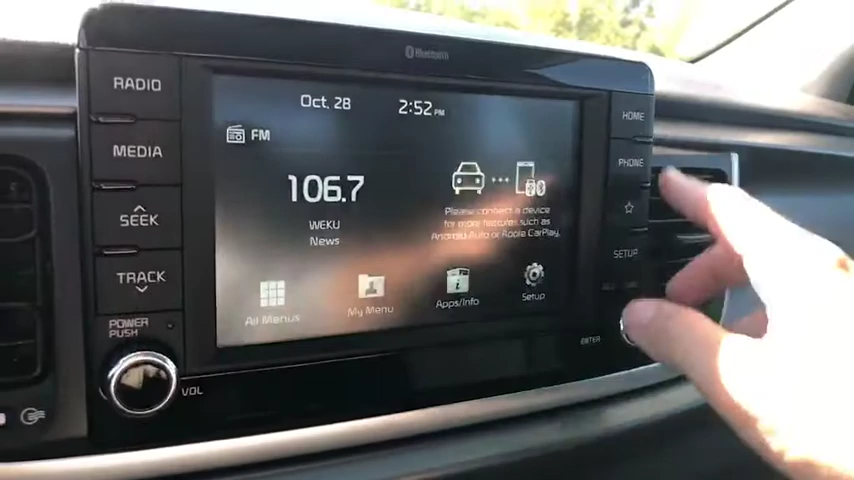 Bluetooth
RADIO
MEDIA
SEEK
TRACK
POWER
PUSH
VOL
Oct. 28
2:52 PM
FM
106.7
WEKU
News
Please connect a device
for more features such as
Android Auto or Apple CarPlay.
All Menus
My Menu
Apps/Info
Setup
HOME
PHONE
SETUP
ENTER